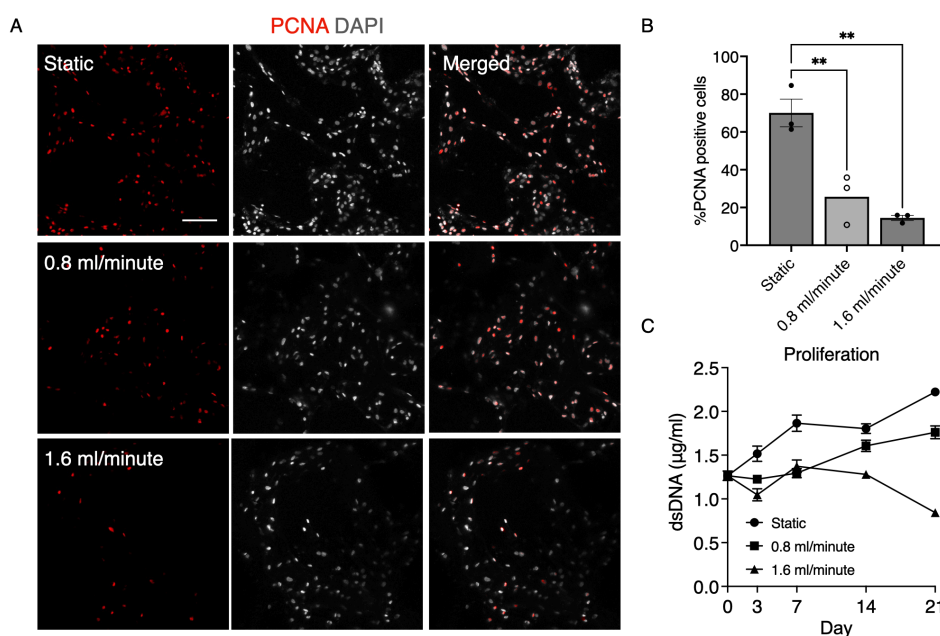 A
PCNA DAPI
Static
Merged
0.8 ml/minute
1.6 ml/minute
B
%PCNA positive cells
100
80
60
40
20
0
**
**
Static
0.8 ml/minute
1.6 ml/minute
C
Proliferation
dsDNA (µg/ml)
2.5
2.0
1.5
1.0
0.5
0.0
Static
0.8 ml/minute
1.6 ml/minute
0 3 7 14 21
Day